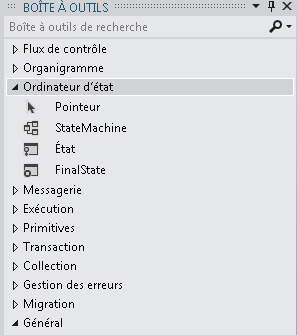 BOÎTE À OUTILS
Boîte à outils de recherche
Flux de contrôle
Organigramme
Ordinateur d'état
Pointeur
StateMachine
État
FinalState
Messagerie
Exécution
Primitives
Transaction
Collection
Gestion des erreurs
Migration
Général